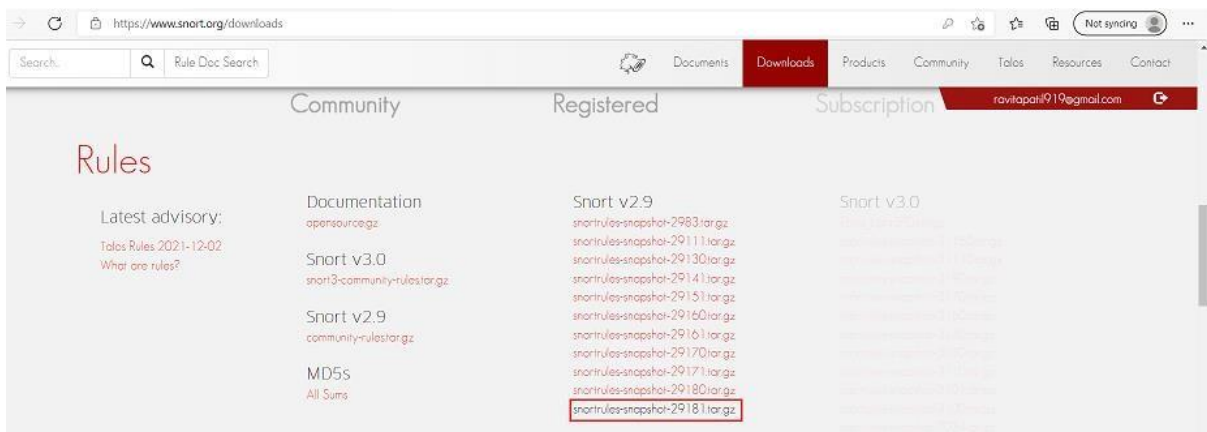 https://www.snort.org/downloads
Not syncing
Search..
Rule Doc Search
Documents
Downloads
Products
Community
Talos
Resources
Contact
Community
Registered
Subscription
ravitapatil919@gmail.com
Rules
Latest advisory:
Talos Rules 2021-12-02
What are rules?
Documentation
opensource.gz
Snort v3.0
snort3-community-rules.tar.gz
Snort v2.9
community-rules.tar.gz
MD5s
All Sums
Snort v2.9
snortrules-snapshot-2983.tar.gz
snortrules-snapshot-29111.tar.gz
snortrules-snapshot-29130.tar.gz
snortrules-snapshot-29141.tar.gz
snortrules-snapshot-29151.tar.gz
snortrules-snapshot-29160.tar.gz
snortrules-snapshot-29161.tar.gz
snortrules-snapshot-29170.tar.gz
snortrules-snapshot-29171.tar.gz
snortrules-snapshot-29180.tar.gz
snortrules-snapshot-29181.tar.gz
Snort v3.0